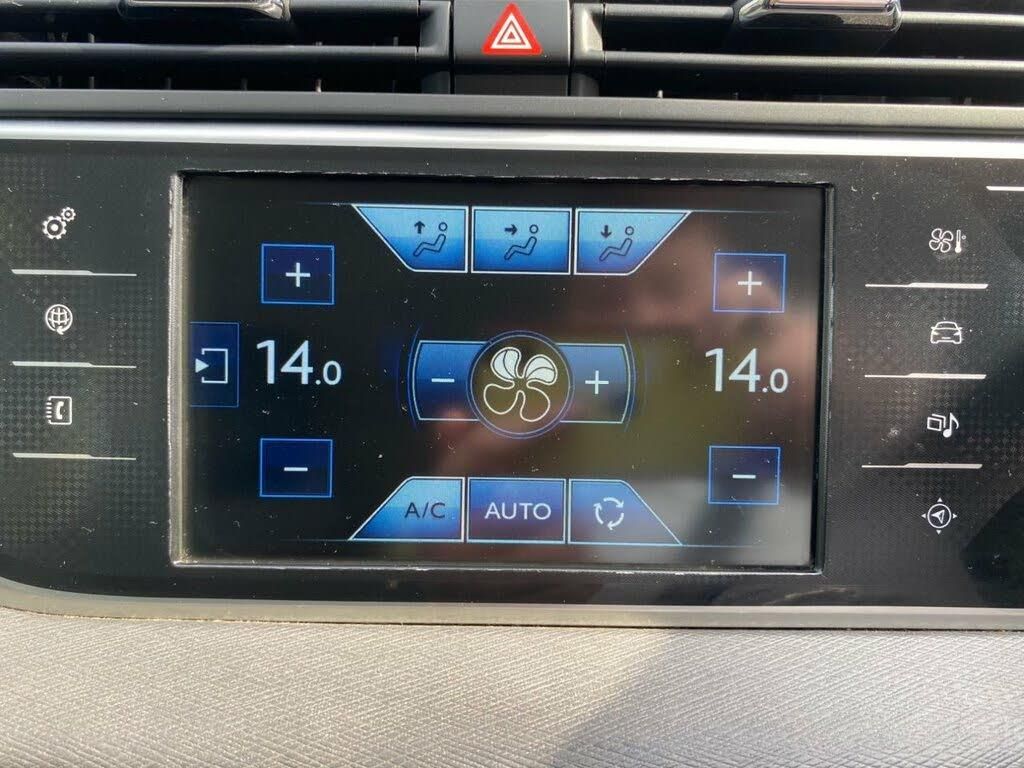 + +
14.0 - + 14.0
- -
A/C AUTO